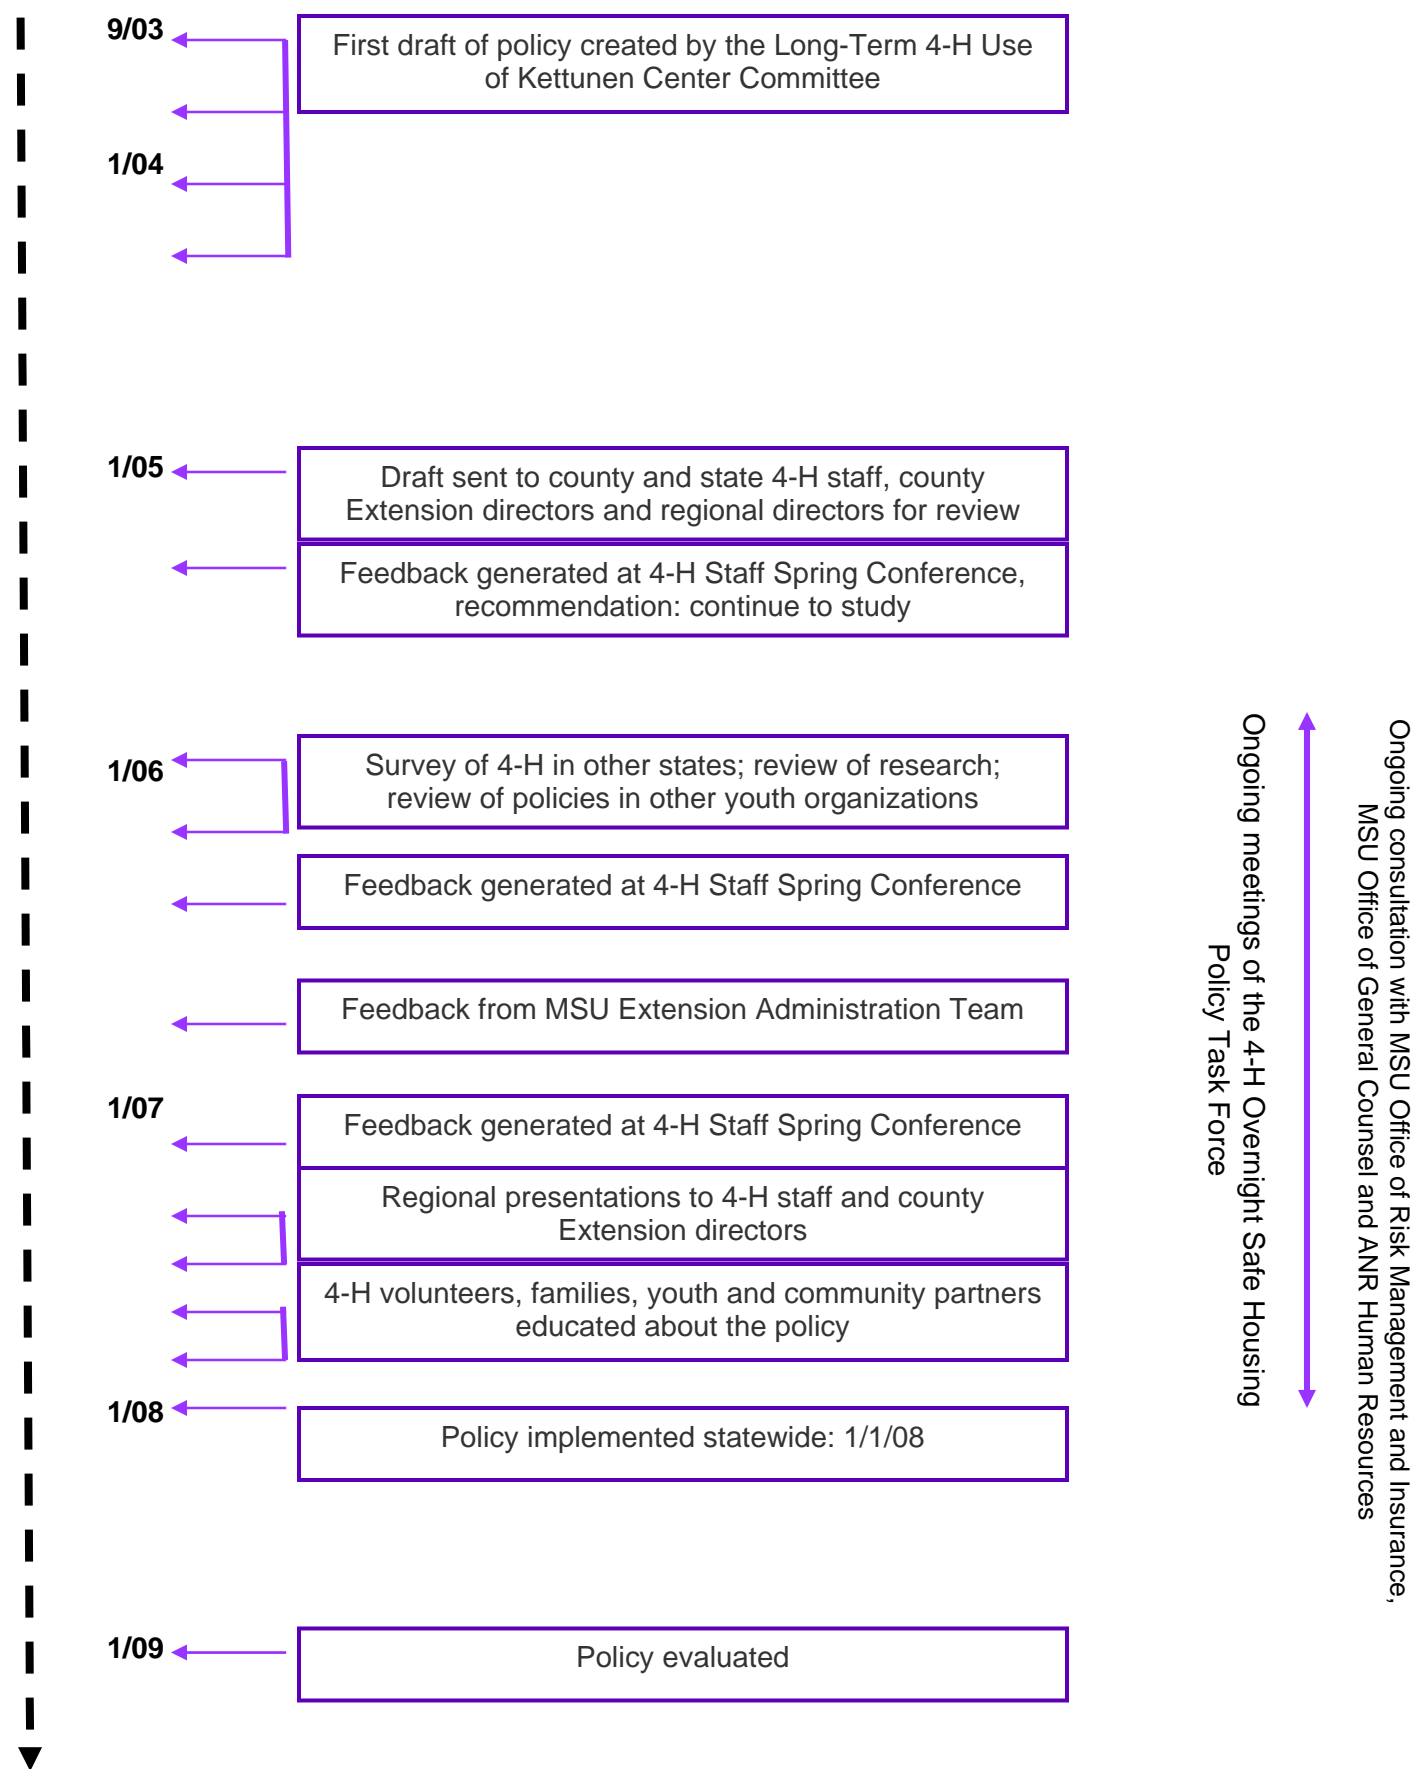 9/03
First draft of policy created by the Long-Term 4-H Use
of Kettunen Center Committee
1/04
1/05
Draft sent to county and state 4-H staff, county
Extension directors and regional directors for review
Feedback generated at 4-H Staff Spring Conference,
recommendation: continue to study
1/06
Survey of 4-H in other states; review of research;
review of policies in other youth organizations
Feedback generated at 4-H Staff Spring Conference
Feedback from MSU Extension Administration Team
1/07
Feedback generated at 4-H Staff Spring Conference
Regional presentations to 4-H staff and county
Extension directors
4-H volunteers, families, youth and community partners
educated about the policy
1/08
Policy implemented statewide: 1/1/08
1/09
Policy evaluated
Ongoing meetings of the 4-H Overnight Safe Housing
Policy Task Force
Ongoing consultation with MSU Office of Risk Management and Insurance,
MSU Office of General Counsel and ANR Human Resources